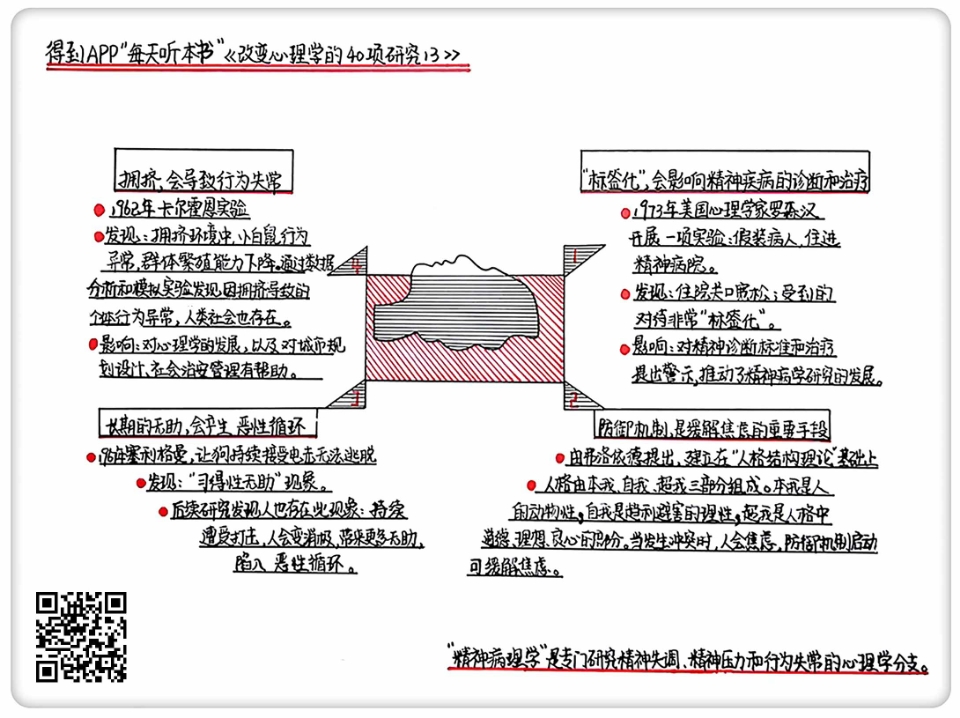 得到APP“每天听本书”《改变心理学的40项研究13》
“标签化”，会影响精神疾病的诊断和治疗
1973年美国心理学家罗森汉
开展一项实验：假装病人，住进
精神病院。
发现：住院关口宽松；受到的
对待非常“标签化”。
影响：对精神诊断标准和治疗
提出警示，推动了精神病学研究的发展。
1
防御机制，是缓解焦虑的重要手段
由弗洛依德提出，建立在“人格结构理论”基础上
人格由本我、自我、超我三部分组成。本我是人
的动物性，自我是趋利避害的理性，超我是人格中
道德、理想、良心的部分。当发生冲突时，人会焦虑，防御机制启动
可缓解焦虑。
2
长期的无助，会产生恶性循环
塞利格曼，让狗持续接受电击无法逃脱
发现：“习得性无助”现象。
后续研究发现人也存在此现象：持续
遭受打击，人会变消极，带来更多无助，
陷入恶性循环。
3
拥挤，会导致行为失常
1962年卡尔霍恩实验
发现：拥挤环境中，小白鼠行为
异常，群体繁殖能力下降。通过数据
分析和模拟实验发现因拥挤导致的
个体行为异常，人类社会也存在。
影响：对心理学的发展，以及对城市规
划设计、社会治安管理有帮助。
4
“精神病理学”是专门研究精神失调、精神压力和行为失常的心理学分支。